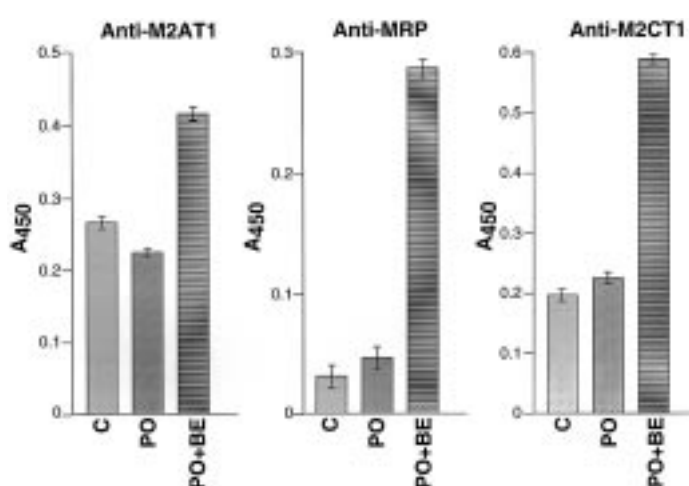 Anti-M2AT1
A450
0.5
0.4
0.3
0.2
0.1
0
C
PO
PO+BE
Anti-MRP
A450
0.3
0.2
0.1
0
C
PO
PO+BE
Anti-M2CT1
A450
0.6
0.5
0.4
0.3
0.2
0.1
0
C
PO
PO+BE